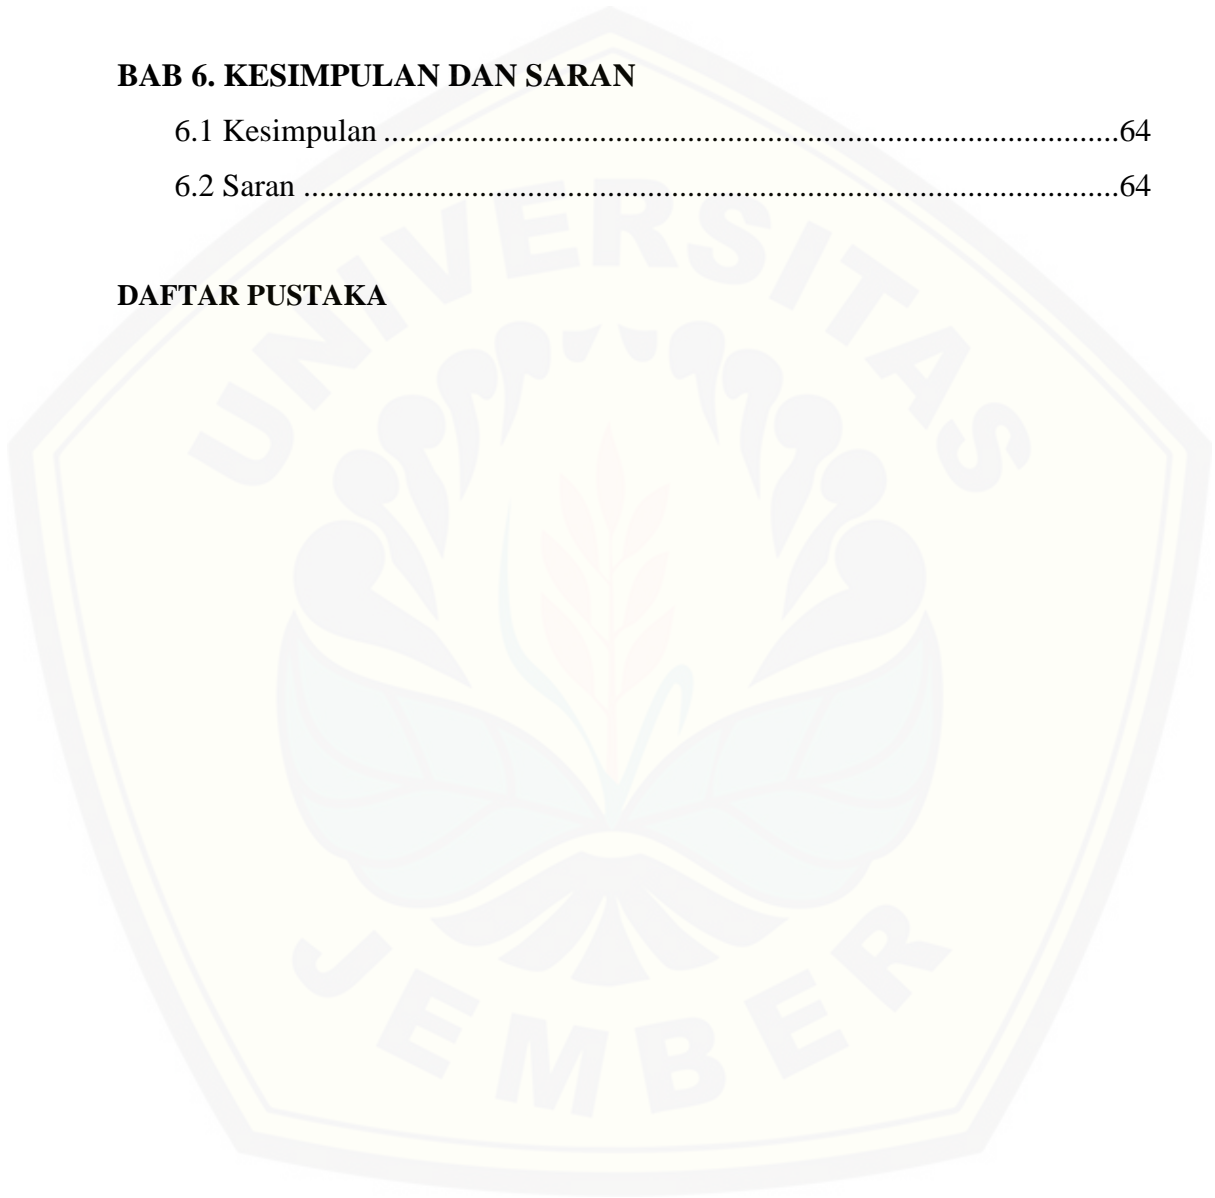 BAB 6. KESIMPULAN DAN SARAN
6.1 Kesimpulan ............................................................................................64
6.2 Saran ......................................................................................................64
DAFTAR PUSTAKA
UNIVERSITAS
JEMBER